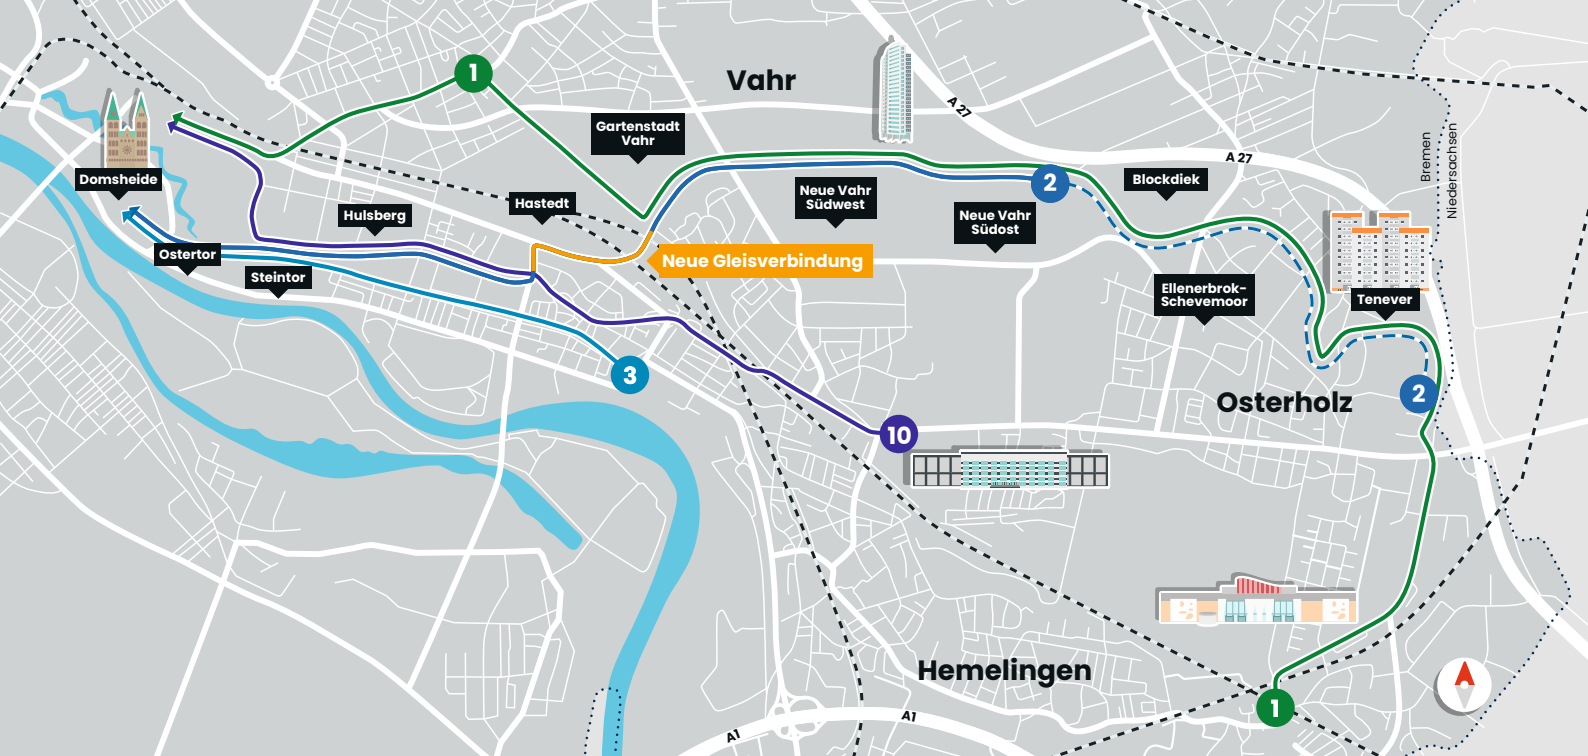 1
Vahr
A 27
Gartenstadt
Vahr
A 27
Bremen
Niedersachsen
Domsheide
2
Blockdiek
Neue Vahr
Südwest
Hastedt
Hulsberg
Neue Vahr
Südost
Ostertor
Neue Gleisverbindung
Steintor
Ellenerbrok-
Schevemoor
Tenever
3
2
Osterholz
10
Hemelingen
1
A1
A1